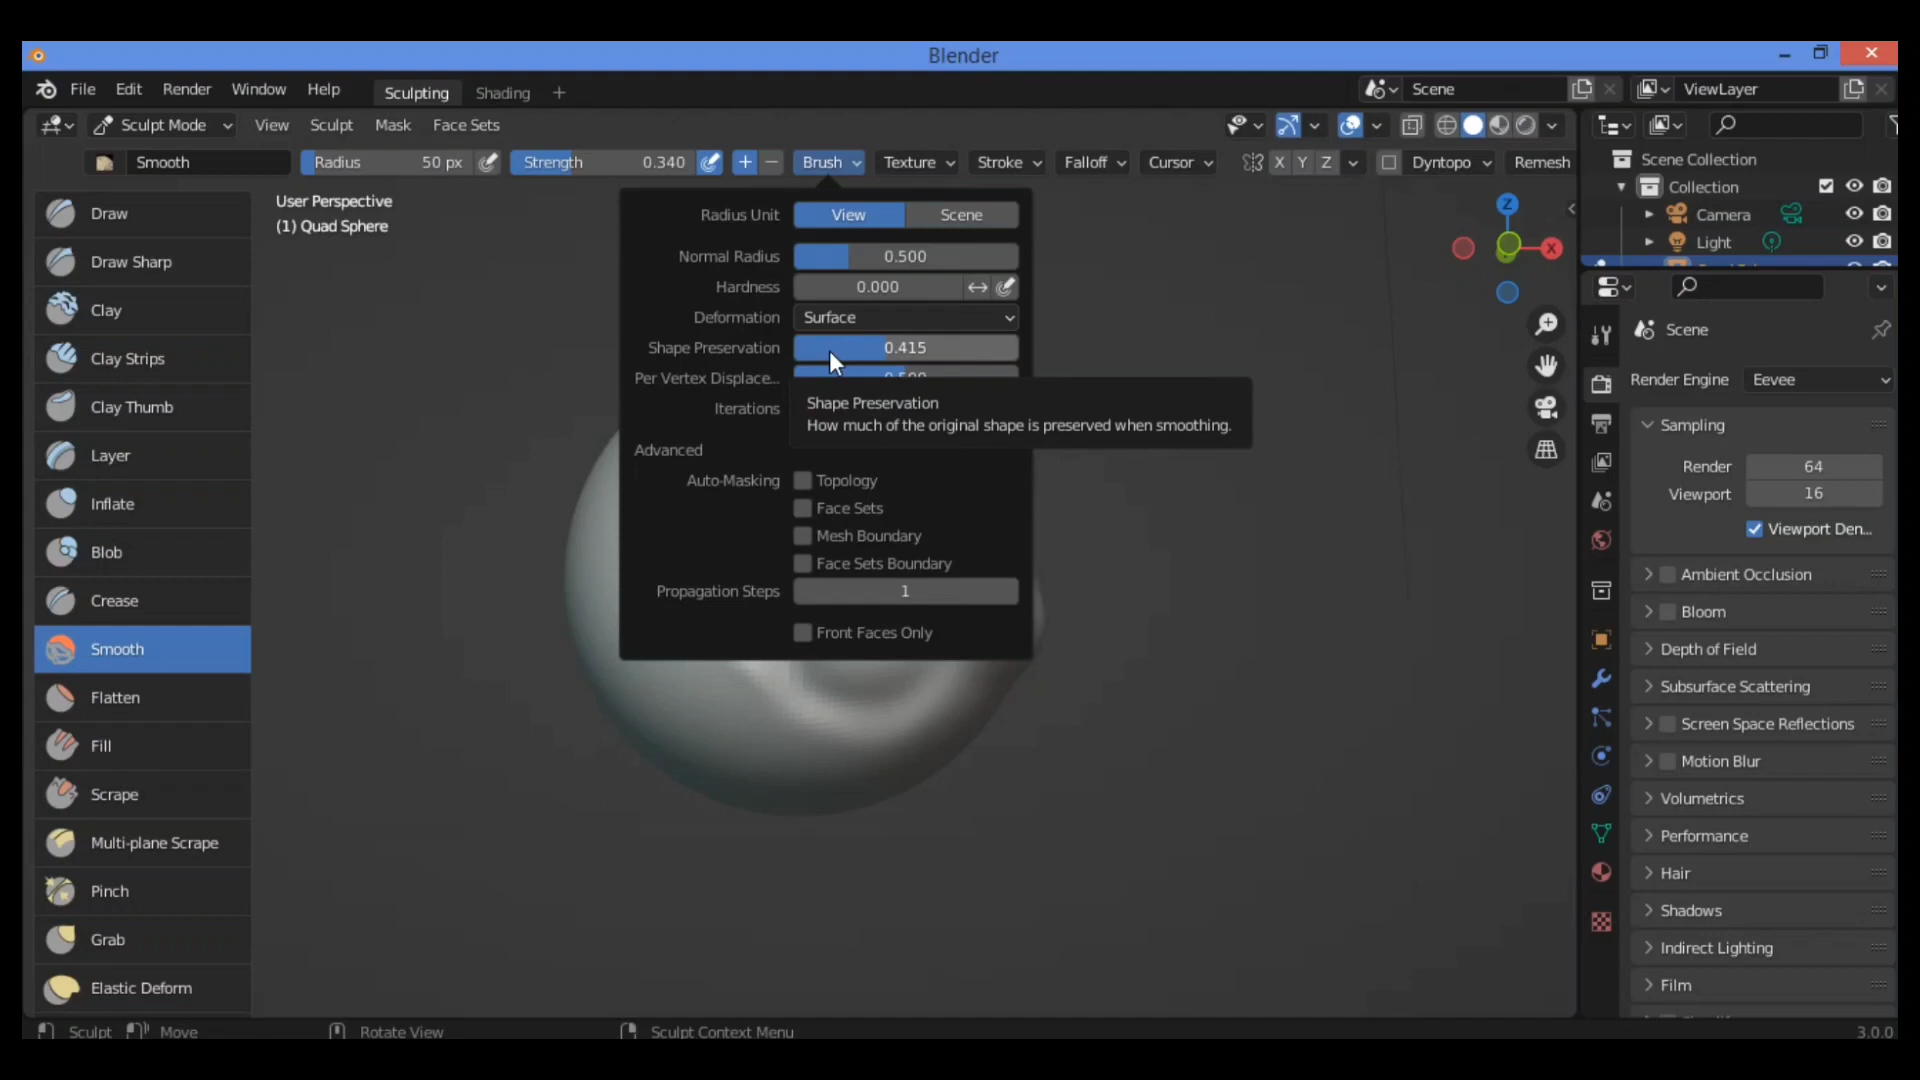 Blender
File Edit Render Window Help Sculpting Shading + Scene ViewLayer
Sculpt Mode View Sculpt Mask Face Sets
Smooth Radius 50 px Strength 0.340 Brush Texture Stroke Falloff Cursor X Y Z Dyntopo Remesh
Scene Collection
Collection
Camera
Light
User Perspective
(1) Quad Sphere
Draw
Draw Sharp
Clay
Clay Strips
Clay Thumb
Layer
Inflate
Blob
Crease
Smooth
Flatten
Fill
Scrape
Multi-plane Scrape
Pinch
Grab
Elastic Deform
Radius Unit View Scene
Normal Radius 0.500
Hardness 0.000
Deformation Surface
Shape Preservation 0.415
Per Vertex Displace...
Iterations
Shape Preservation
How much of the original shape is preserved when smoothing.
Advanced
Auto-Masking Topology
Face Sets
Mesh Boundary
Face Sets Boundary
Propagation Steps 1
Front Faces Only
Z
X
Scene
Render Engine Eevee
Sampling
Render 64
Viewport 16
Viewport Den...
Ambient Occlusion
Bloom
Depth of Field
Subsurface Scattering
Screen Space Reflections
Motion Blur
Volumetrics
Performance
Hair
Shadows
Indirect Lighting
Film
Sculpt Move Rotate View Sculpt Context Menu 3.0.0